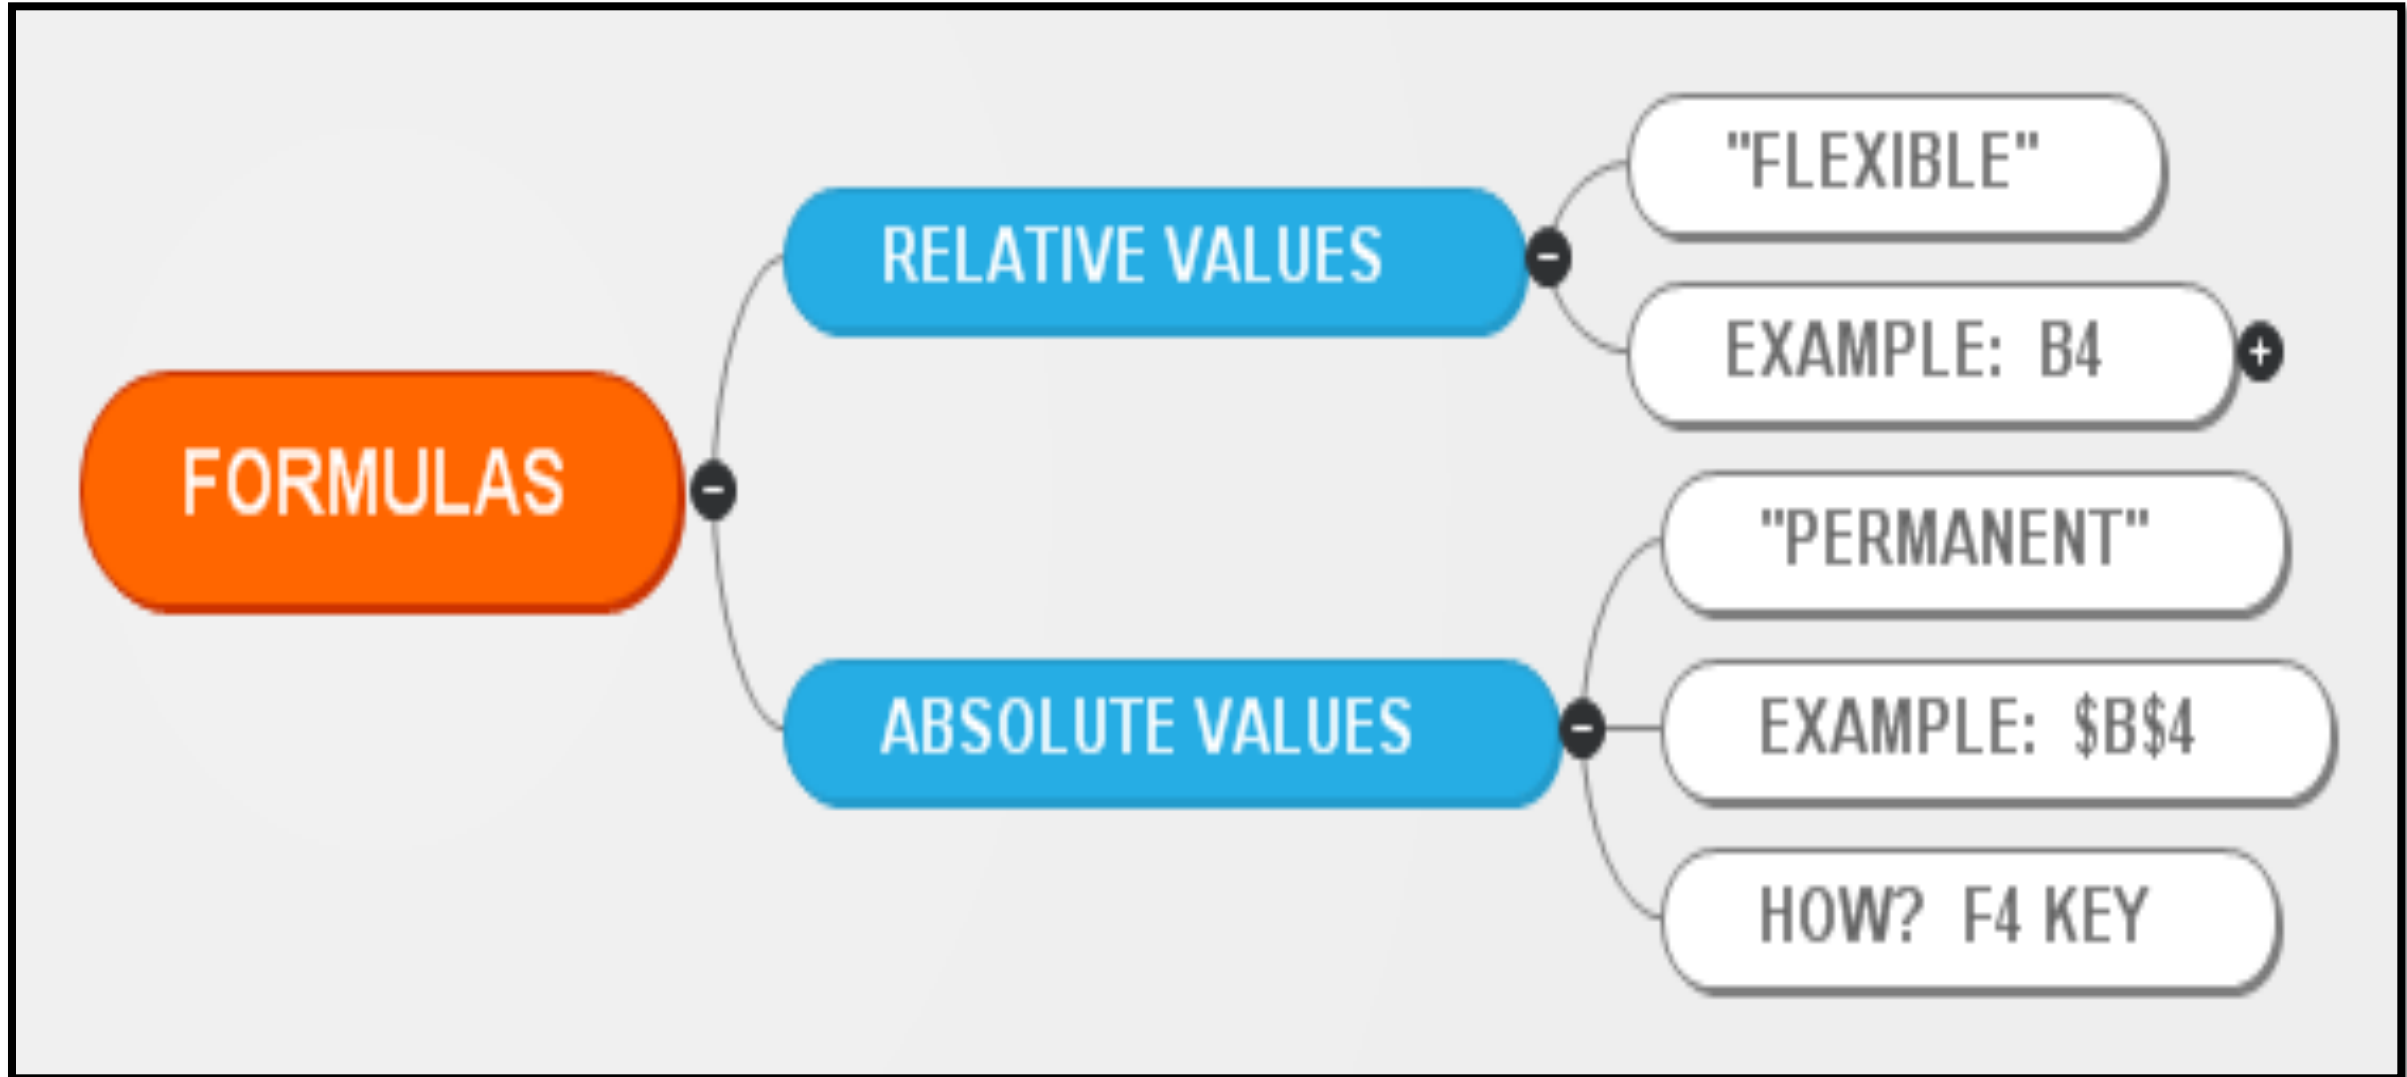 "FLEXIBLE"
RELATIVE VALUES
EXAMPLE: B4
FORMULAS
"PERMANENT"
ABSOLUTE VALUES
EXAMPLE: $B$4
HOW? F4 KEY